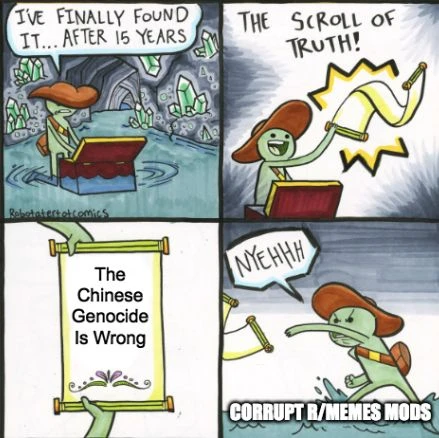 I'VE FINALLY FOUND
IT... AFTER 15 YEARS
THE SCROLL OF
TRUTH!
Robotatertotcomics
The
Chinese
Genocide
Is Wrong
NYEHHH
CORRUPT R/MEMES MODS